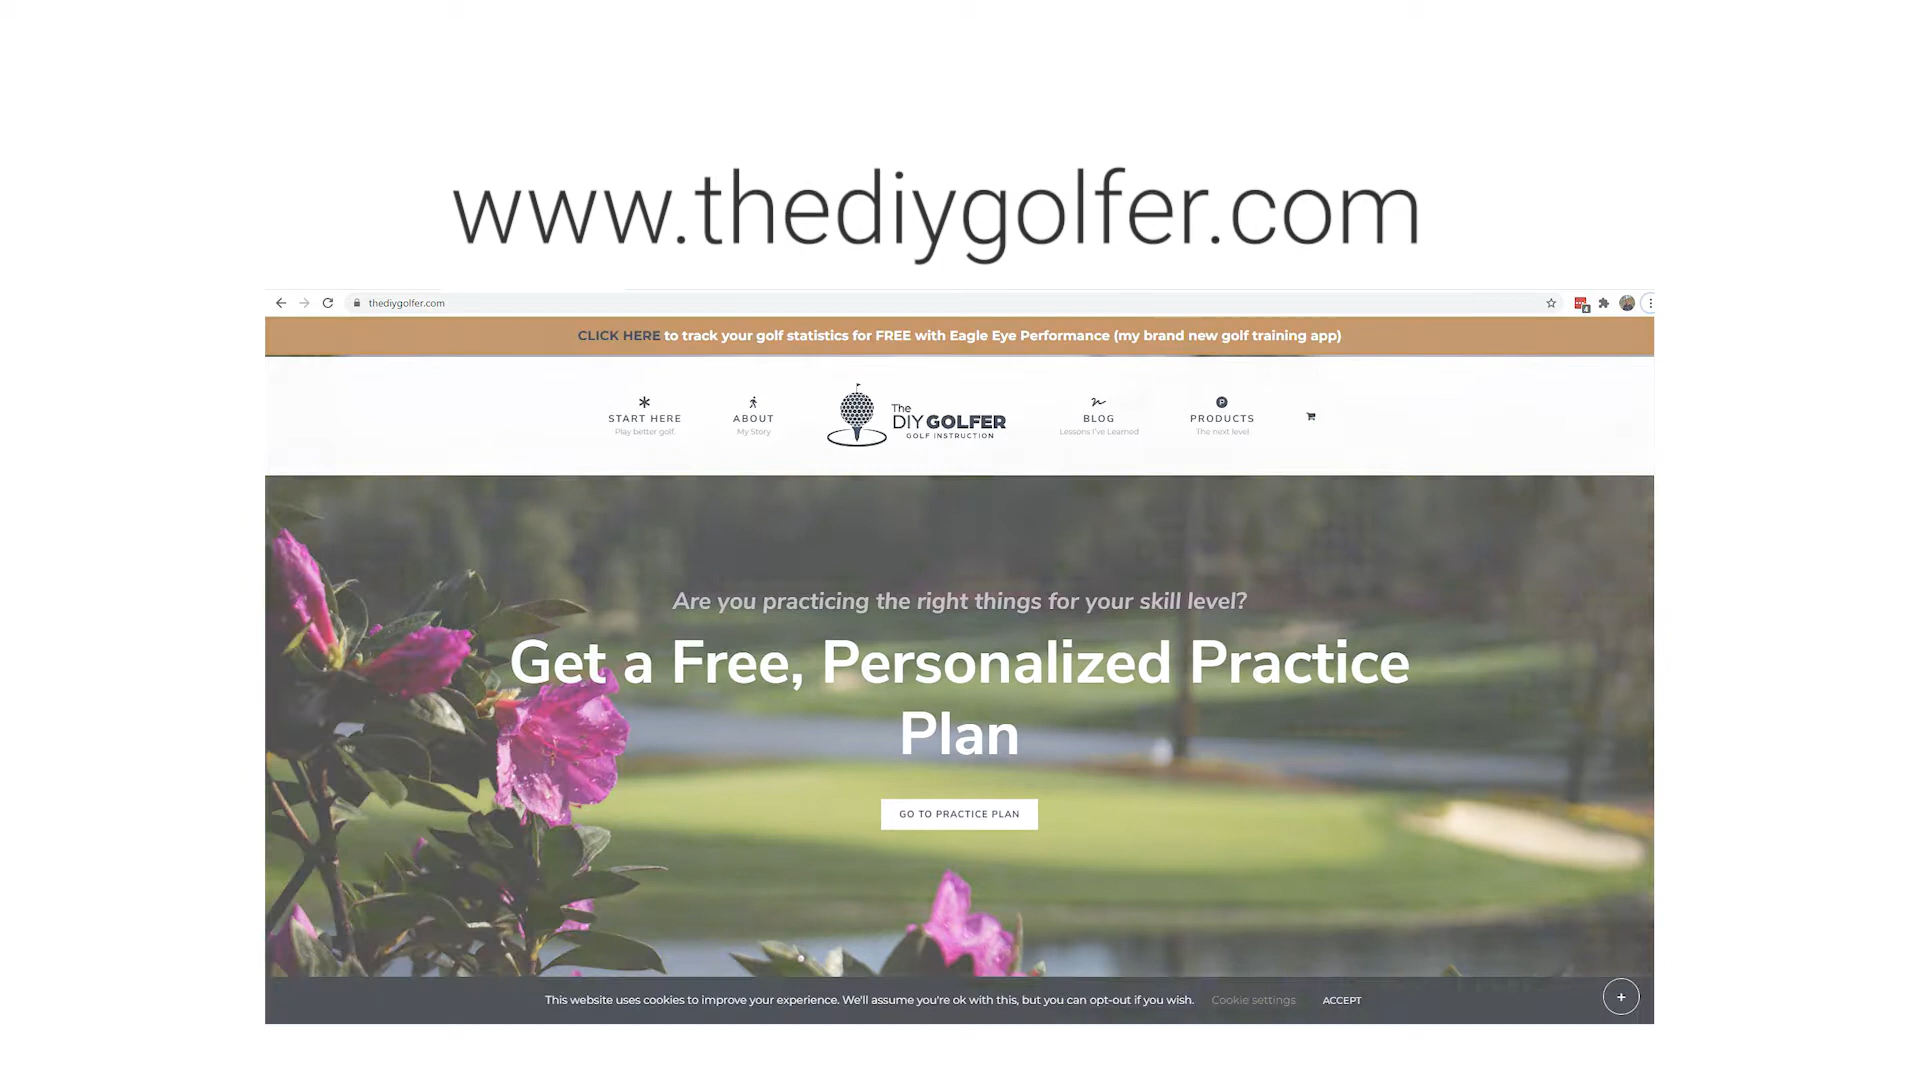 www.thediygolfer.com
thediygolfer.com
CLICK HERE to track your golf statistics for FREE with Eagle Eye Performance (my brand new golf training app)
START HERE
Play better golf.
ABOUT
My Story
The
DIY GOLFER
GOLF INSTRUCTION
BLOG
Lessons I've Learned
P
PRODUCTS
The next level
Are you practicing the right things for your skill level?
Get a Free, Personalized Practice
Plan
GO TO PRACTICE PLAN
This website uses cookies to improve your experience. We'll assume you're ok with this, but you can opt-out if you wish. Cookie settings ACCEPT